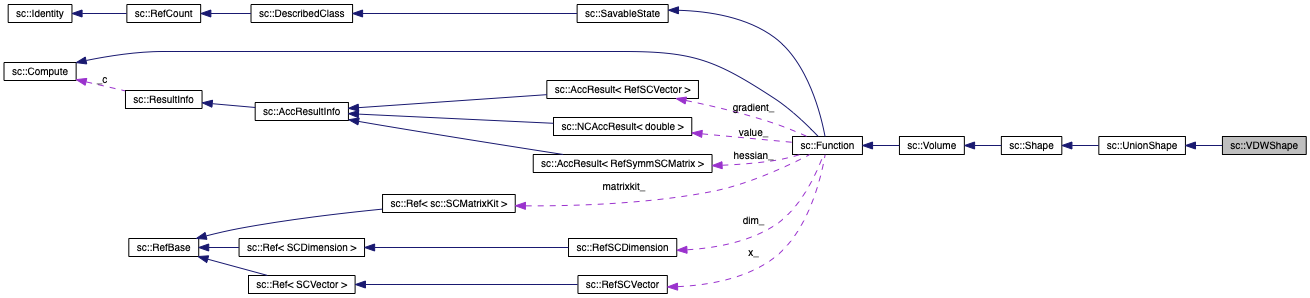 sc::Identity
sc::RefCount
sc::DescribedClass
sc::SavableState
sc::Compute
_c
sc::ResultInfo
sc::AccResultInfo
sc::AccResult< RefSCVector >
gradient_
sc::NCAccResult< double >
value_
sc::AccResult< RefSymmSCMatrix >
hessian_
sc::Function
sc::Volume
sc::Shape
sc::UnionShape
sc::VDWShape
matrixkit_
sc::Ref< sc::SCMatrixKit >
dim_
sc::RefBase
sc::Ref< SCDimension >
sc::RefSCDimension
x_
sc::Ref< SCVector >
sc::RefSCVector